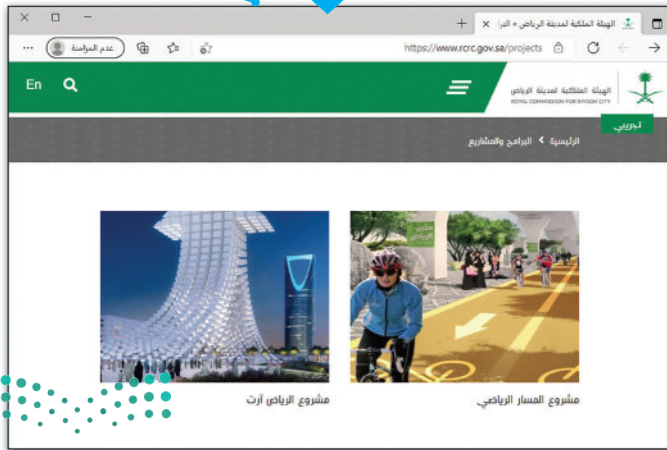 الهيئة الملكية لمدينة الرياض » البرا
https://www.rcrc.gov.sa/projects
عدم المزامنة
الهيئة الملكية لمدينة الرياض
ROYAL COMMISSION FOR RIYADH CITY
En
تجريبي
الرئيسية > البرامج والمشاريع
مشروع المسار الرياضي
مشروع الرياض آرت